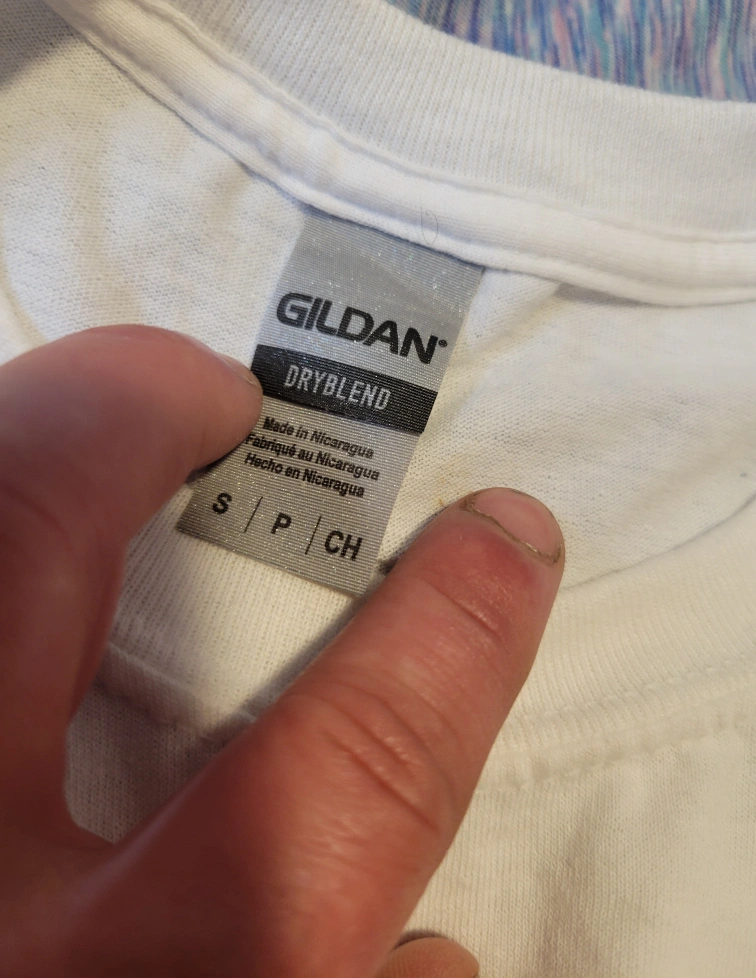 GILDAN®
DRYBLEND
Made in Nicaragua
Fabriqué au Nicaragua
Hecho en Nicaragua
S | P | CH